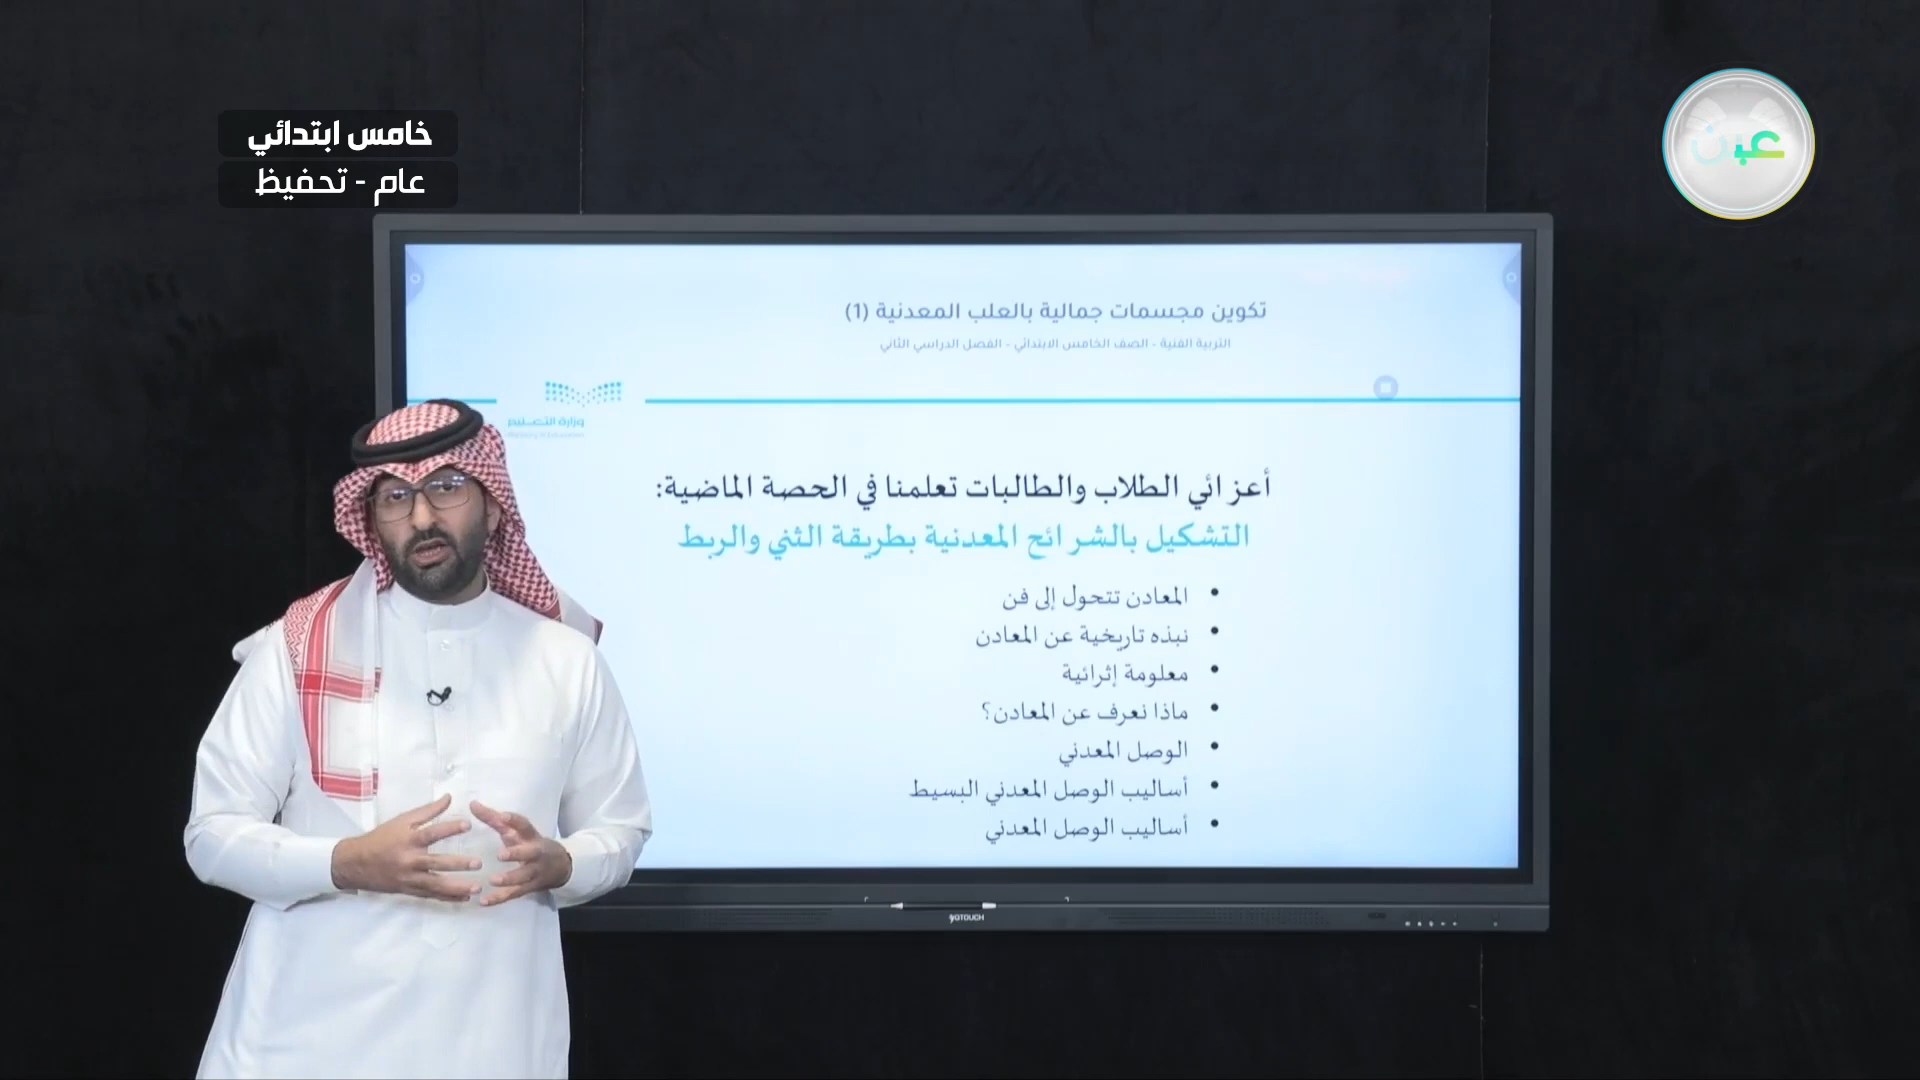 خامس ابتدائي
عام - تحفيظ
عين
تكوين مجسمات جمالية بالعلب المعدنية (1)
التربية الفنية - الصف الخامس الابتدائي - الفصل الدراسي الثاني
وزارة التعليم
أعزائي الطلاب والطالبات تعلمنا في الحصة الماضية:
التشكيل بالشرائح المعدنية بطريقة الثني والربط
• المعادن تتحول إلى فن
• نبذه تاريخية عن المعادن
• معلومة إثرائية
• ماذا نعرف عن المعادن؟
• الوصل المعدني
• أساليب الوصل المعدني البسيط
• أساليب الوصل المعدني